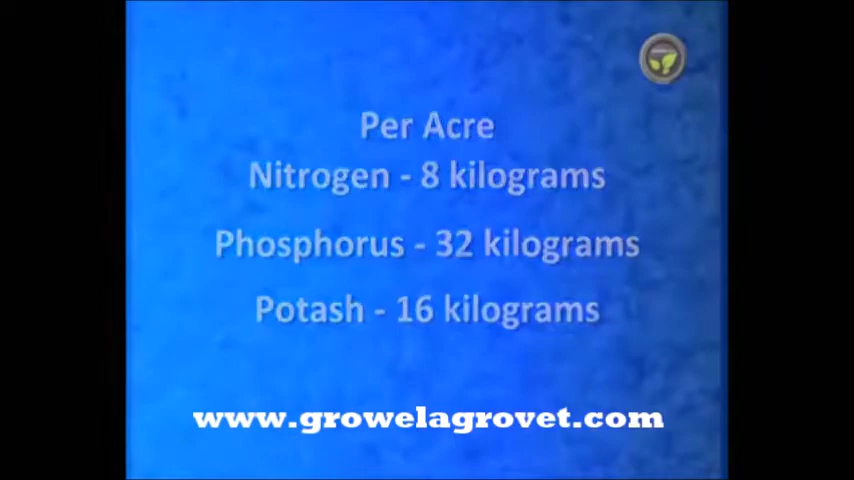 Per Acre
Nitrogen - 8 kilograms
Phosphorus - 32 kilograms
Potash - 16 kilograms
www.growelagrovet.com